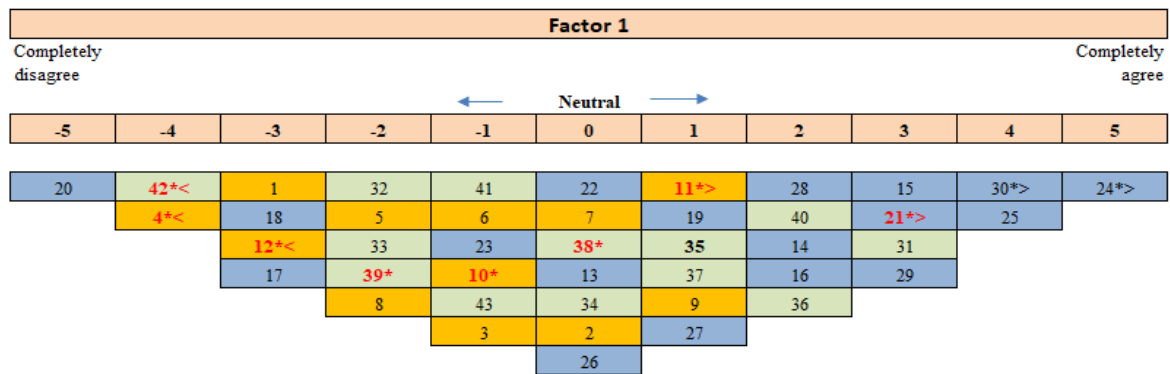 Factor 1
Completely disagree Completely agree
← Neutral →
-5 -4 -3 -2 -1 0 1 2 3 4 5
20 42*< 1 32 41 22 11*> 28 15 30*> 24*>
4*< 18 5 6 7 19 40 21*> 25
12*< 33 23 38* 35 14 31
17 39* 10* 13 37 16 29
8 43 34 9 36
3 2 27
26